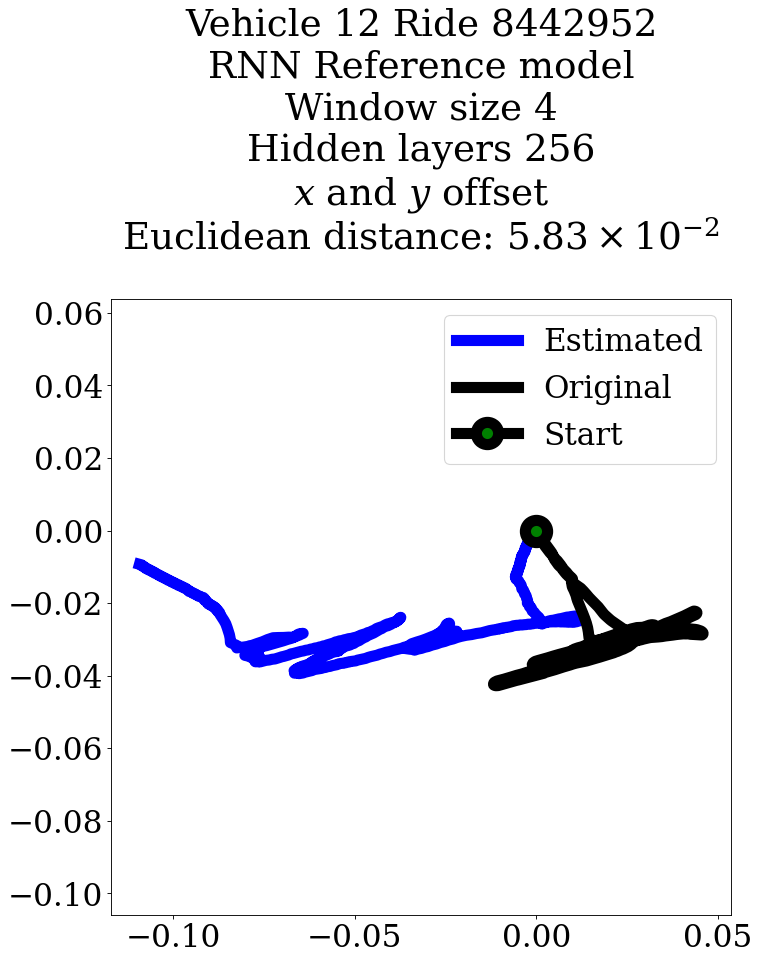 Vehicle 12 Ride 8442952
RNN Reference model
Window size 4
Hidden layers 256
x and y offset
Euclidean distance: 5.83 × 10⁻²
Estimated
Original
Start
0.06
0.04
0.02
0.00
−0.02
−0.04
−0.06
−0.08
−0.10
−0.10 −0.05 0.00 0.05